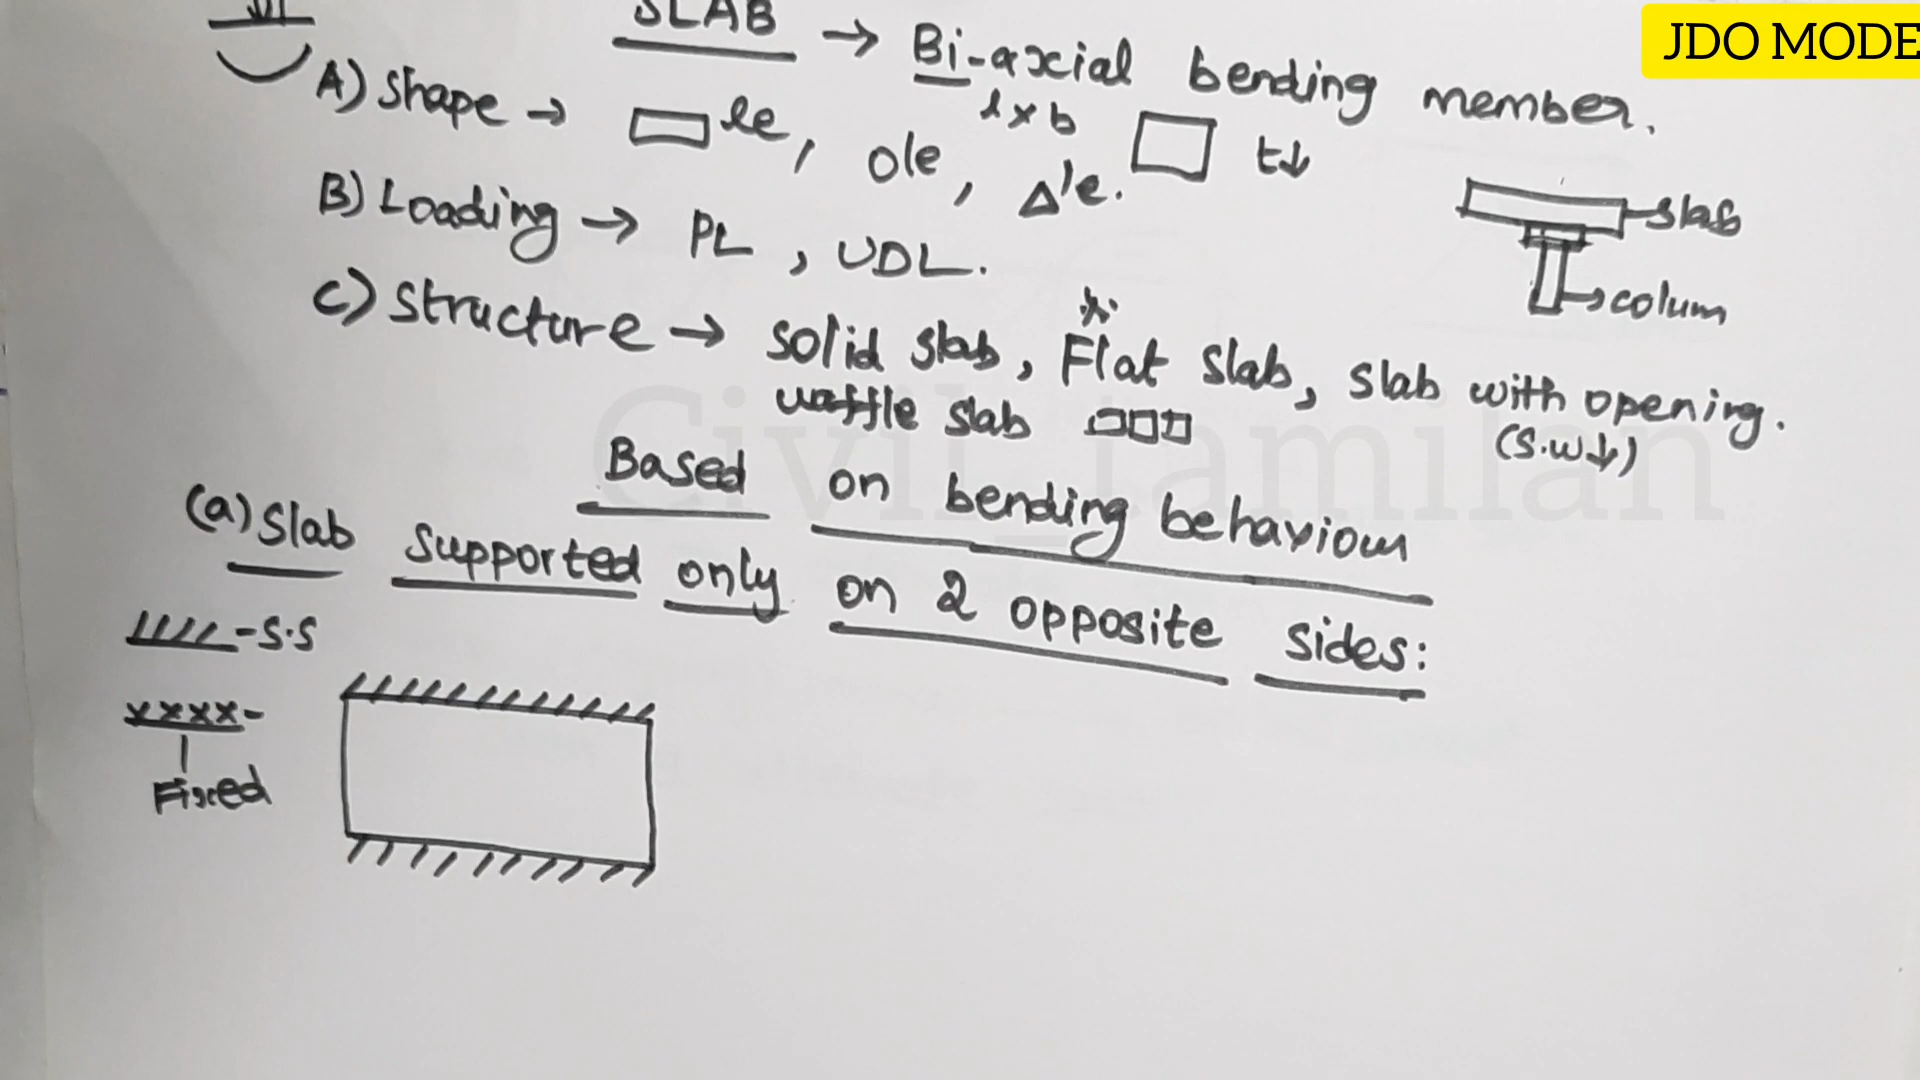 JDO MODE
SLAB → Bi-axial bending member.
l x b t↓
A) Shape → ▭le, ole, Δle.
B) Loading → PL, UDL.
slab
colum
C) Structure → solid slab, Flat slab, slab with opening.
waffle slab (S.W↓)
Civil_tamilan
Based on bending behaviour
(a) Slab supported only on 2 opposite sides:
-S.S
xxxx-
Fixed